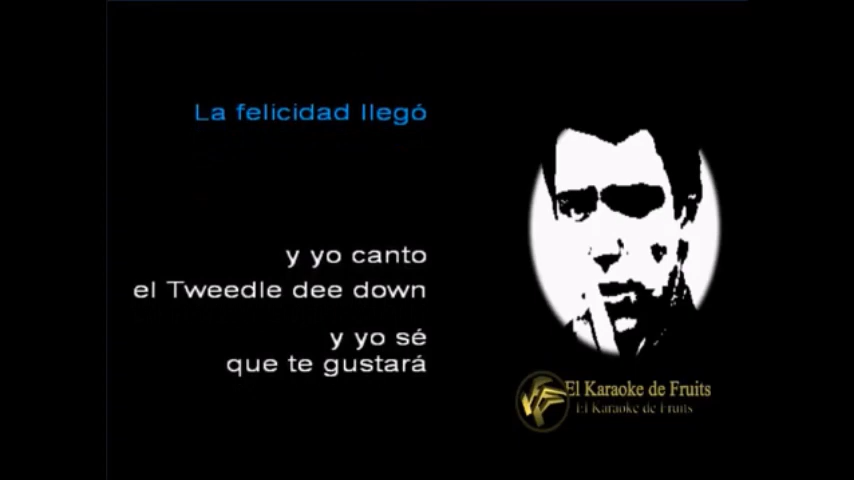 La felicidad llegó
y yo canto
el Tweedle dee down
y yo sé
que te gustará
El Karaoke de Fruits
El Karaoke de Fruits